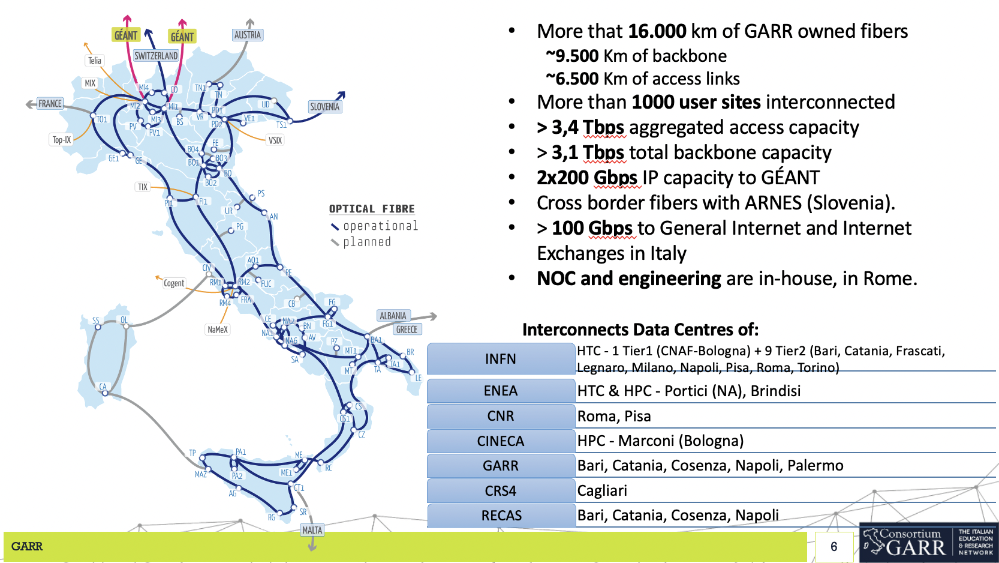 GÉANT
GÉANT
AUSTRIA
SWITZERLAND
Telia
MIX
MI4
CO
TN1
TN
FRANCE
MI2
MI1
UD
SLOVENIA
TO1
PV
MI3
PV1
BS
VR
PD1
PD2
VE1
TS1
Top-IX
VSIX
FE
BO4
GE1
GE
BO1
BO3
BO
BO2
TIX
PI1
FI1
PS
UR
AN
PG
OPTICAL FIBRE
operational
planned
CIV
AQ1
PE
Cogent
RM1
RM2
FUC
RM4
FRA
CB
FG
NaMeX
SS
OL
CE
NA2
BN
FG1
ALBANIA
GREECE
NA1
NA6
AV
PZ
BA1
SA
MT1
BR
MT
TA
TA1
LE
CA
CS
CS1
CZ
TP
PA1
ME
RC
MAZ
PA2
ME1
AG
CT1
RG
SR
MALTA
• More that 16.000 km of GARR owned fibers
~9.500 Km of backbone
~6.500 Km of access links
• More than 1000 user sites interconnected
• > 3,4 Tbps aggregated access capacity
• > 3,1 Tbps total backbone capacity
• 2x200 Gbps IP capacity to GÉANT
• Cross border fibers with ARNES (Slovenia).
• > 100 Gbps to General Internet and Internet
Exchanges in Italy
• NOC and engineering are in-house, in Rome.
Interconnects Data Centres of:
INFN
HTC - 1 Tier1 (CNAF-Bologna) + 9 Tier2 (Bari, Catania, Frascati,
Legnaro, Milano, Napoli, Pisa, Roma, Torino)
ENEA
HTC & HPC - Portici (NA), Brindisi
CNR
Roma, Pisa
CINECA
HPC - Marconi (Bologna)
GARR
Bari, Catania, Cosenza, Napoli, Palermo
CRS4
Cagliari
RECAS
Bari, Catania, Cosenza, Napoli
GARR
6
Consortium
GARR
THE ITALIAN
EDUCATION
& RESEARCH
NETWORK